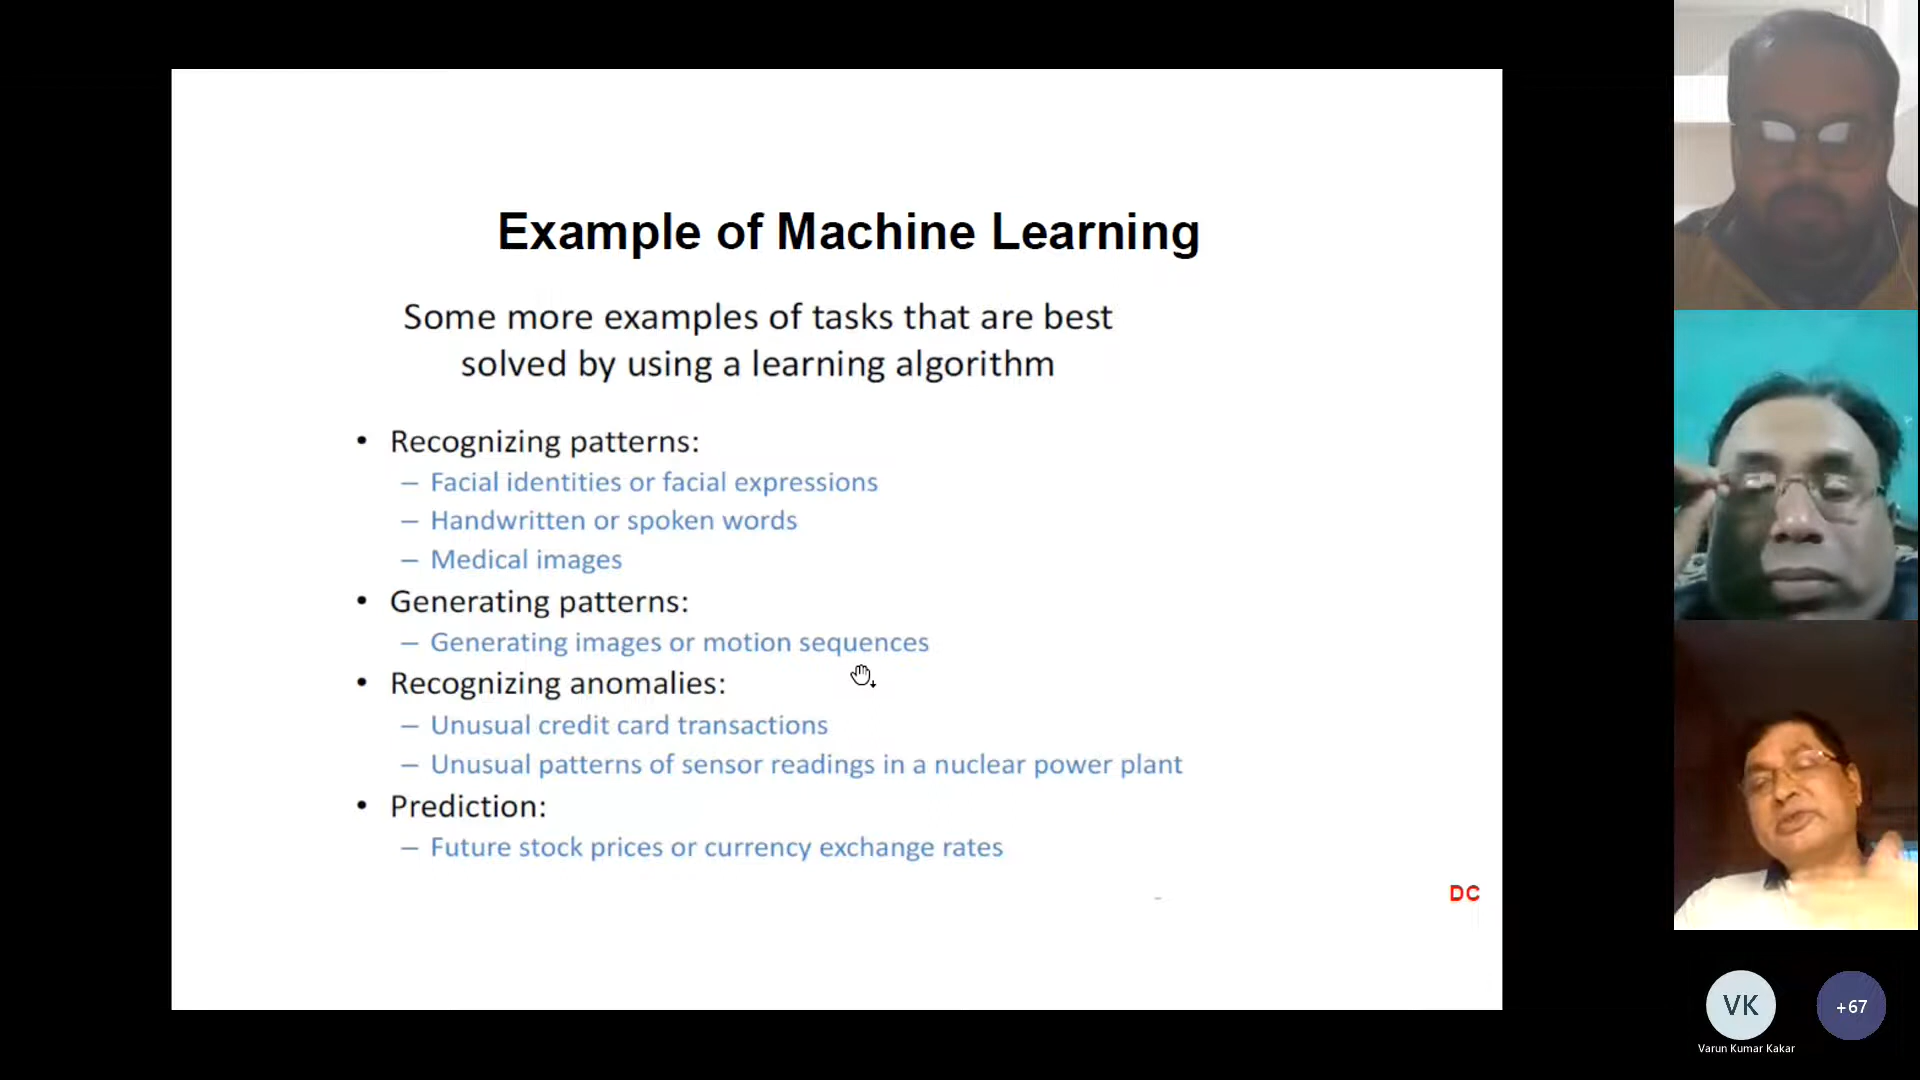 Example of Machine Learning
Some more examples of tasks that are best
solved by using a learning algorithm
• Recognizing patterns:
– Facial identities or facial expressions
– Handwritten or spoken words
– Medical images
• Generating patterns:
– Generating images or motion sequences
• Recognizing anomalies:
– Unusual credit card transactions
– Unusual patterns of sensor readings in a nuclear power plant
• Prediction:
– Future stock prices or currency exchange rates
DC
VK
+67
Varun Kumar Kakar